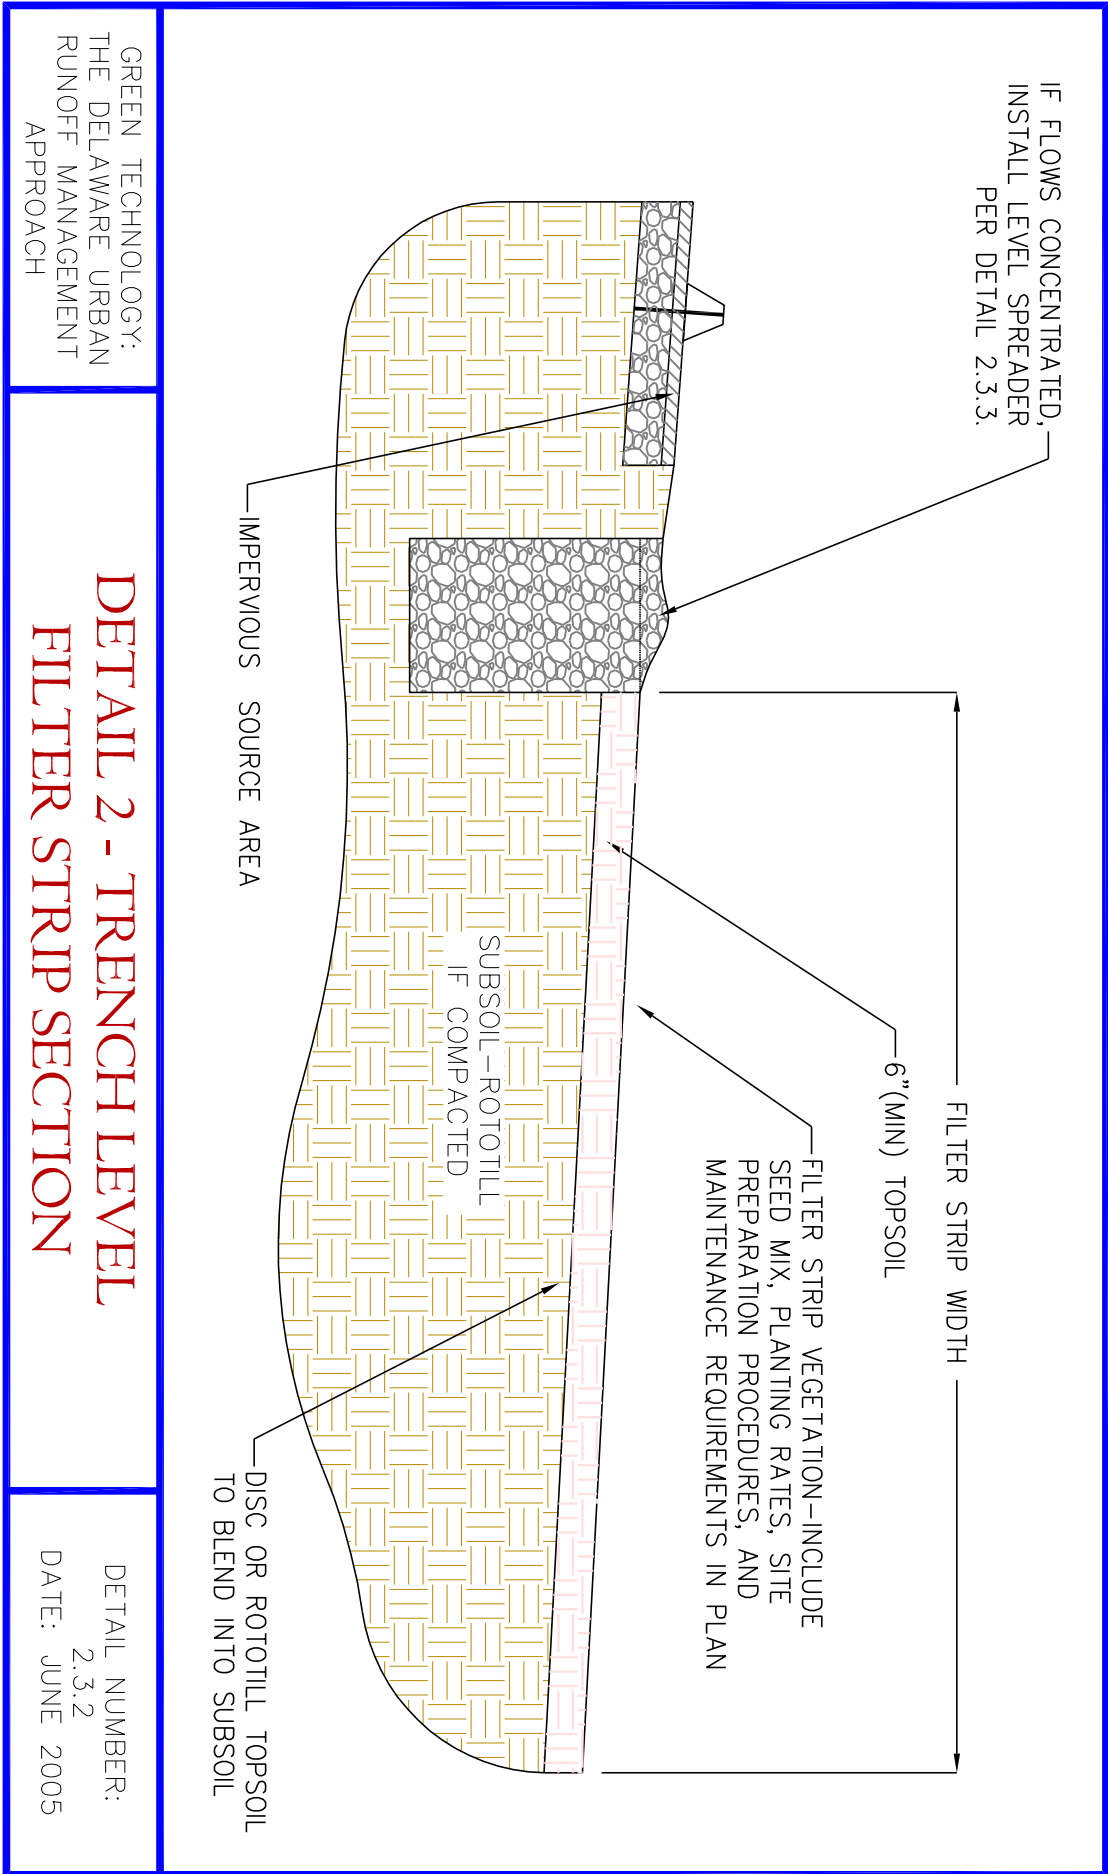 IF FLOWS CONCENTRATED,
INSTALL LEVEL SPREADER
PER DETAIL 2.3.3.
FILTER STRIP WIDTH
6"(MIN) TOPSOIL
FILTER STRIP VEGETATION-INCLUDE
SEED MIX, PLANTING RATES, SITE
PREPARATION PROCEDURES, AND
MAINTENANCE REQUIREMENTS IN PLAN
SUBSOIL-ROTOTILL
IF COMPACTED
IMPERVIOUS SOURCE AREA
DISC OR ROTOTILL TOPSOIL
TO BLEND INTO SUBSOIL
GREEN TECHNOLOGY:
THE DELAWARE URBAN
RUNOFF MANAGEMENT
APPROACH
DETAIL 2 - TRENCH LEVEL
FILTER STRIP SECTION
DETAIL NUMBER:
2.3.2
DATE: JUNE 2005